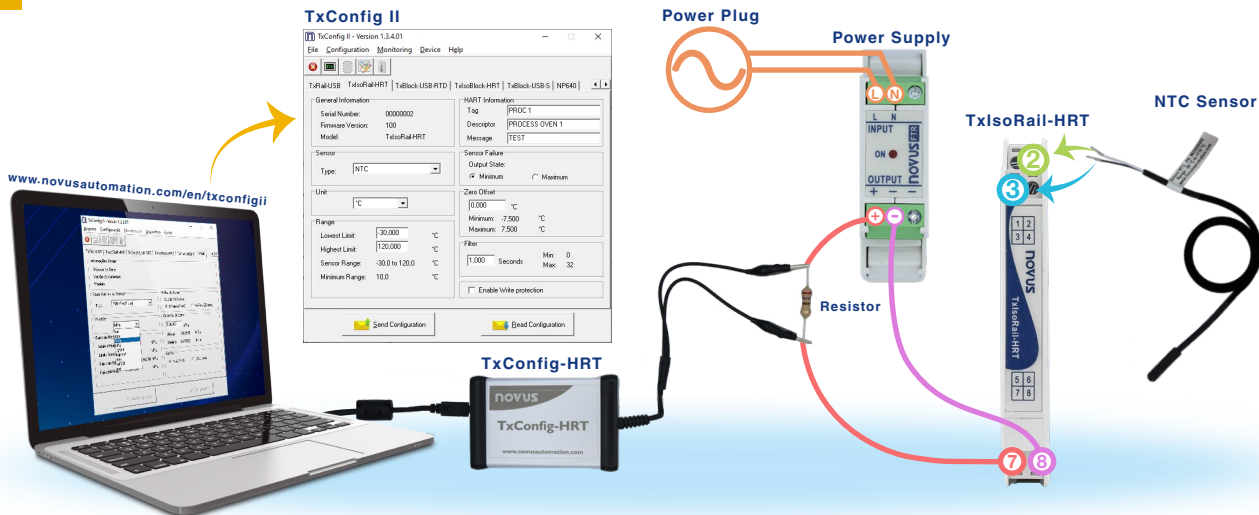 TxConfig II
TxConfig II - Version 1.3.4.01
File Configuration Monitoring Device Help
TxRail-USB TxIsoRail-HRT TxBlock-USB-RTD TxIsoBlock-HRT TxBlock-USB-S NP640
General Information
Serial Number: 00000002
Firmware Version: 100
Model: TxIsoRail-HRT
HART Information
Tag PROC 1
Descriptor PROCESS OVEN 1
Message TEST
Sensor
Type: NTC
Sensor Failure
Output State:
Minimum Maximum
Unit
°C
Zero Offset
0,000 °C
Minimum: -7,500 °C
Maximum: 7,500 °C
Range
Lowest Limit: -30,000 °C
Highest Limit: 120,000 °C
Sensor Range: -30,0 to 120,0 °C
Minimum Range: 10,0 °C
Filter
1,000 Seconds
Min: 0
Max: 32
Enable Write protection
Send Configuration
Read Configuration
www.novusautomation.com/en/txconfigii
TxConfig-HRT
novus
TxConfig-HRT
www.novusautomation.com
Power Plug
Power Supply
L N
L N
INPUT
ON
OUTPUT
+ − −
novus FTR
+ −
Resistor
TxIsoRail-HRT
2
3
1 2
3 4
novus
TxIsoRail-HRT
5 6
7 8
7 8
NTC Sensor